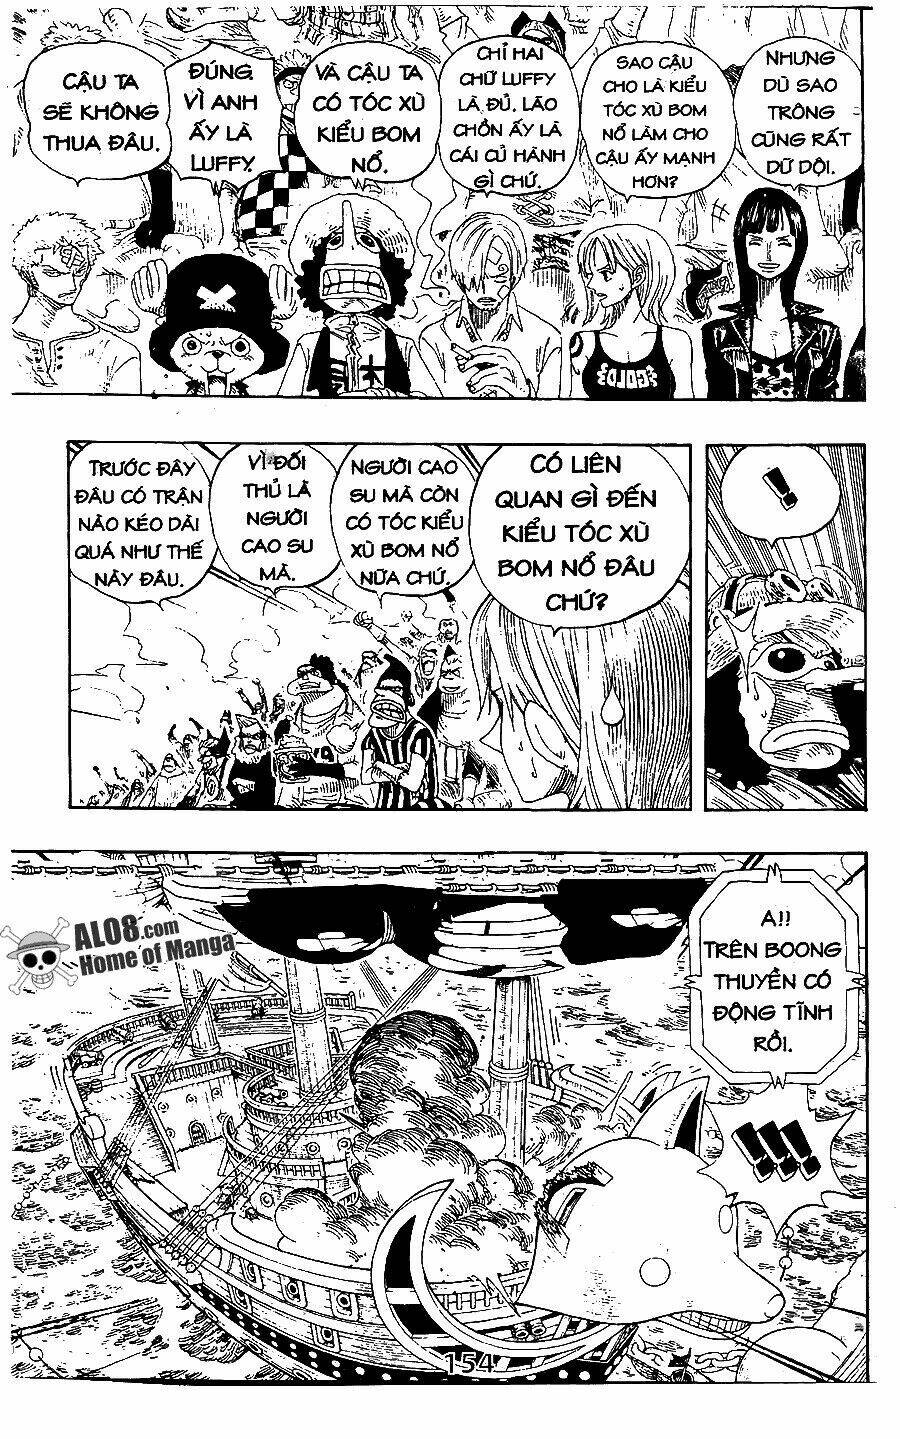 NHƯNG
DÙ SAO
TRÔNG
CŨNG RẤT
DỮ DỘI.
SAO CẬU
CHO LÀ KIỂU
TÓC XÙ BOM
NỔ LÀM CHO
CẬU ẤY MẠNH
HƠN?
CHỈ HAI
CHỮ LUFFY
LÀ ĐỦ. LÃO
CHỒN ẤY LÀ
CÁI CỦ HÀNH
GÌ CHỨ.
VÀ CẬU TA
CÓ TÓC XÙ
KIỂU BOM
NỔ.
ĐÚNG
VÌ ANH
ẤY LÀ
LUFFY.
CẬU TA
SẼ KHÔNG
THUA ĐÂU.
GOLD
!
CÓ LIÊN
QUAN GÌ ĐẾN
KIỂU TÓC XÙ
BOM NỔ ĐÂU
CHỨ?
NGƯỜI CAO
SU MÀ CÒN
CÓ TÓC KIỂU
XÙ BOM NỔ
NỮA CHỨ.
VÌ ĐỐI
THỦ LÀ
NGƯỜI
CAO SU
MÀ.
TRƯỚC ĐÂY
ĐÂU CÓ TRẬN
NÀO KÉO DÀI
QUÁ NHƯ THẾ
NÀY ĐÂU.
A!!
TRÊN BOONG
THUYỀN CÓ
ĐỘNG TĨNH
RỒI.
!!!
AL08.com
Home of Manga
154